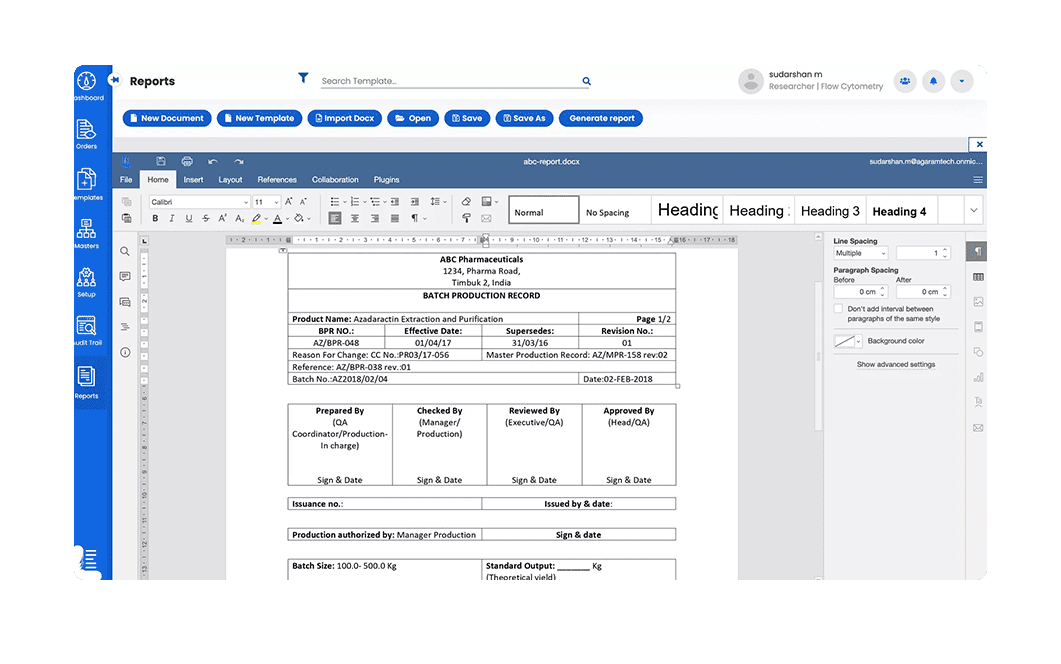 Reports
Search Template...
sudarshan m
Researcher | Flow Cytometry
New Document
New Template
Import Docx
Open
Save
Save As
Generate report
ashboard
Orders
emplates
Masters
Setup
udit Trail
Reports
abc-report.docx
sudarshan.m@agaramtech.onmic...
File
Home
Insert
Layout
References
Collaboration
Plugins
Calibri
11
Normal
No Spacing
Heading
Heading
Heading 3
Heading 4
ABC Pharmaceuticals
1234, Pharma Road,
Timbuk 2, India
BATCH PRODUCTION RECORD
Product Name: Azadaractin Extraction and Purification
Page 1/2
BPR NO.: Effective Date: Supersedes: Revision No.:
AZ/BPR-048 01/04/17 31/03/16 01
Reason For Change: CC No.:PR03/17-056 Master Production Record: AZ/MPR-158 rev:02
Reference: AZ/BPR-038 rev.:01
Batch No.:AZ2018/02/04 Date:02-FEB-2018
Prepared By Checked By Reviewed By Approved By
(QA (Manager/ (Executive/QA) (Head/QA)
Coordinator/Production- Production)
In charge)
Sign & Date Sign & Date Sign & Date Sign & Date
Issuance no.: Issued by & date:
Production authorized by: Manager Production Sign & date
Batch Size: 100.0- 500.0 Kg Standard Output: _______ Kg
(Theoretical yield)
Line Spacing
Multiple 1
Paragraph Spacing
Before After
0 cm 0 cm
Don't add interval between
paragraphs of the same style
Background color
Show advanced settings